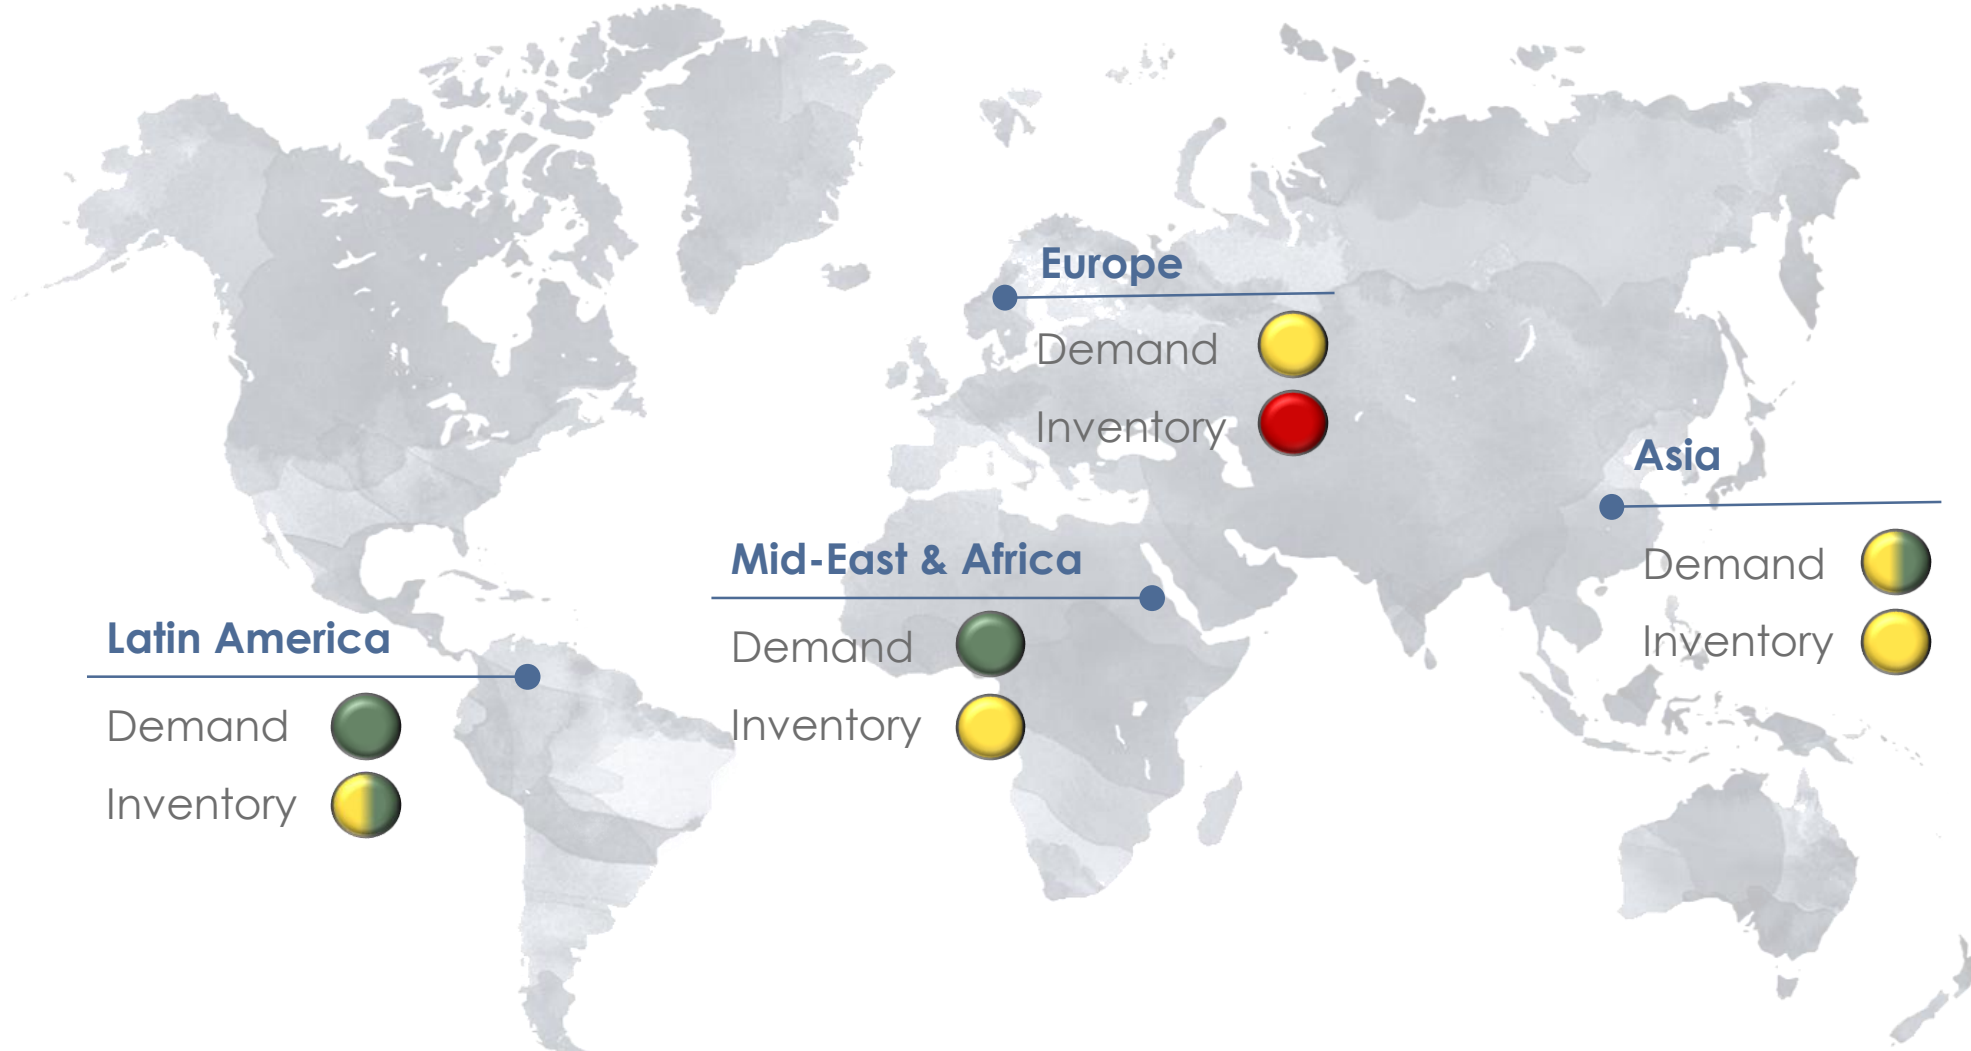 Europe
Demand
Inventory
Asia
Demand
Inventory
Mid-East & Africa
Demand
Inventory
Latin America
Demand
Inventory